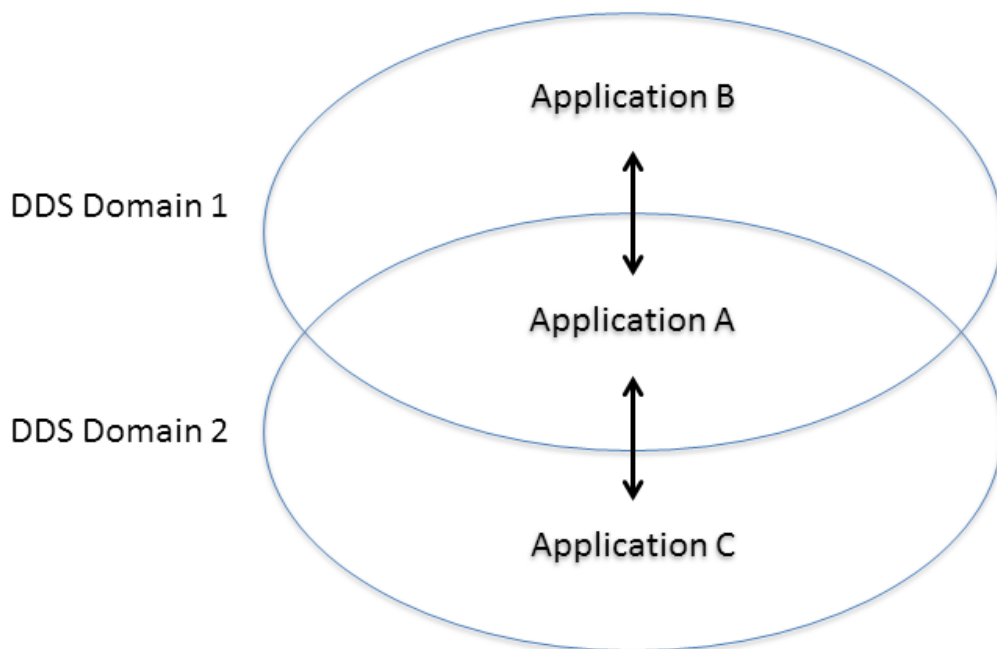 Application B
DDS Domain 1
Application A
DDS Domain 2
Application C